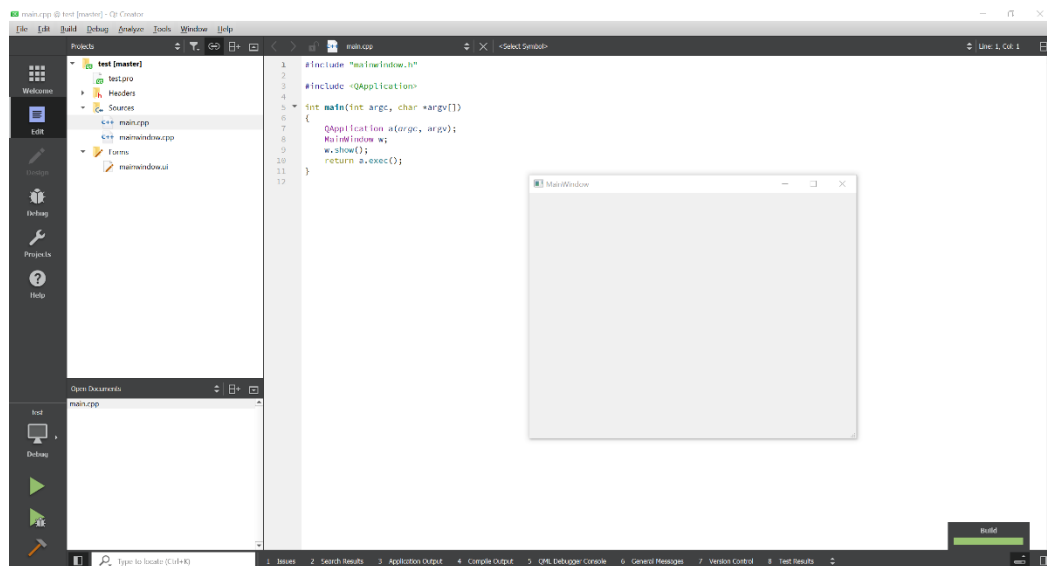 main.cpp @ test [master] - Qt Creator
File Edit Build Debug Analyze Tools Window Help
Projects
main.cpp
<Select Symbol>
Line: 1, Col: 1
Welcome
Edit
Design
Debug
Projects
Help
test [master]
test.pro
Headers
Sources
main.cpp
mainwindow.cpp
Forms
mainwindow.ui
Open Documents
main.cpp
test
Debug
1 #include "mainwindow.h"
2
3 #include <QApplication>
4
5 int main(int argc, char *argv[])
6 {
7 QApplication a(argc, argv);
8 MainWindow w;
9 w.show();
10 return a.exec();
11 }
12
MainWindow
Build
Type to locate (Ctrl+K)
1 Issues 2 Search Results 3 Application Output 4 Compile Output 5 QML Debugger Console 6 General Messages 7 Version Control 8 Test Results